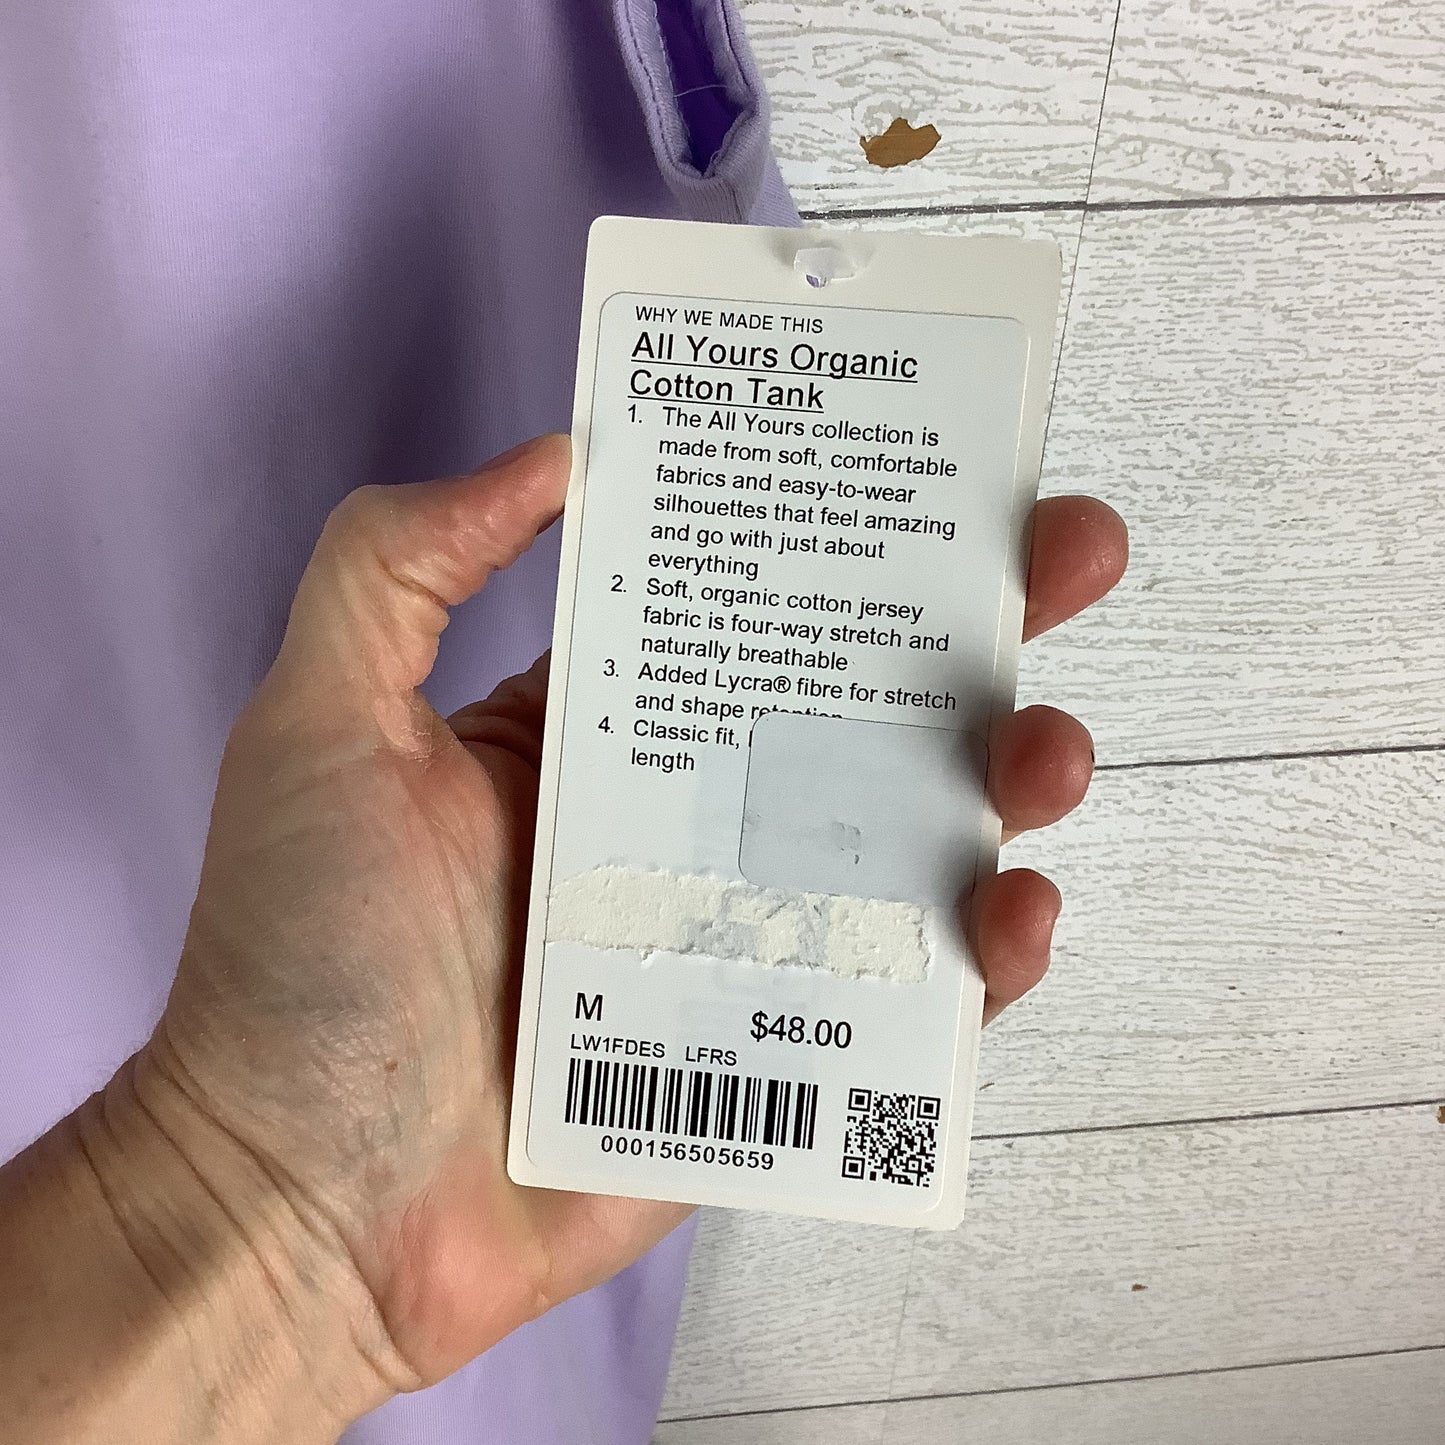 WHY WE MADE THIS
All Yours Organic
Cotton Tank
1. The All Yours collection is
made from soft, comfortable
fabrics and easy-to-wear
silhouettes that feel amazing
and go with just about
everything
2. Soft, organic cotton jersey
fabric is four-way stretch and
naturally breathable
3. Added Lycra® fibre for stretch
and shape retention
4. Classic fit,
length
M
$48.00
LW1FDES LFRS
000156505659